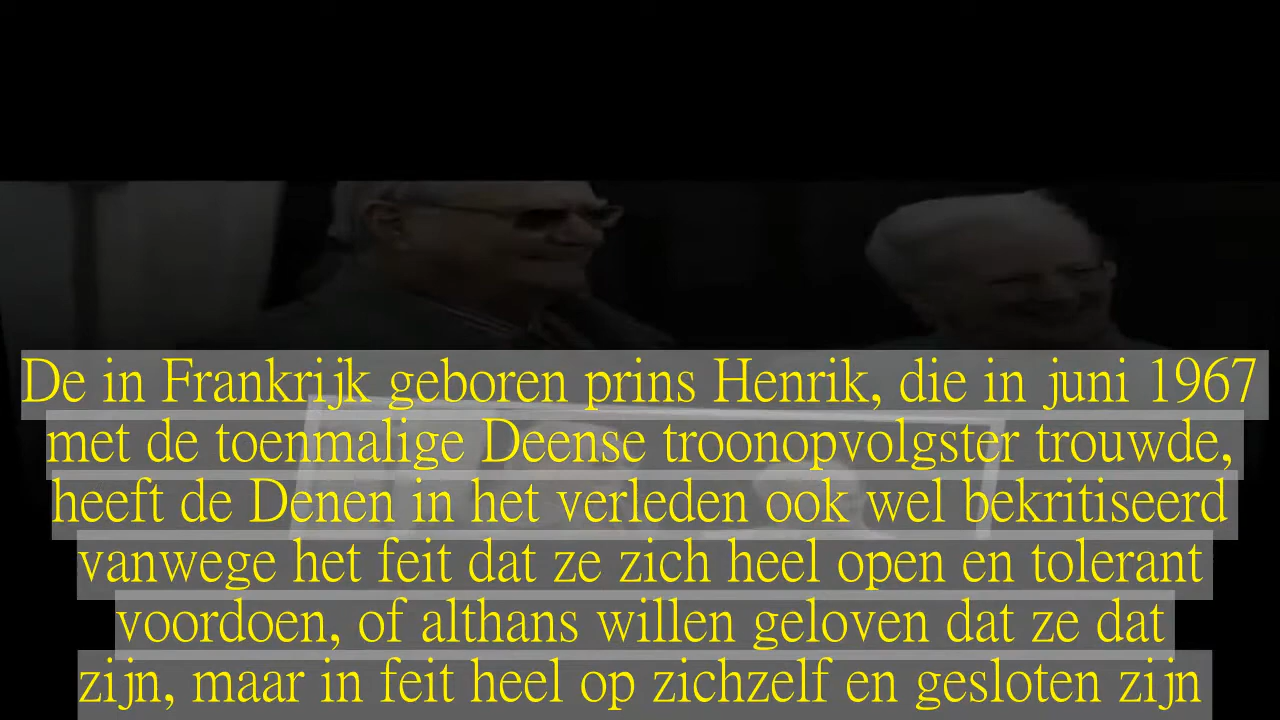 De in Frankrijk geboren prins Henrik, die in juni 1967
met de toenmalige Deense troonopvolgster trouwde,
heeft de Denen in het verleden ook wel bekritiseerd
vanwege het feit dat ze zich heel open en tolerant
voordoen, of althans willen geloven dat ze dat
zijn, maar in feit heel op zichzelf en gesloten zijn